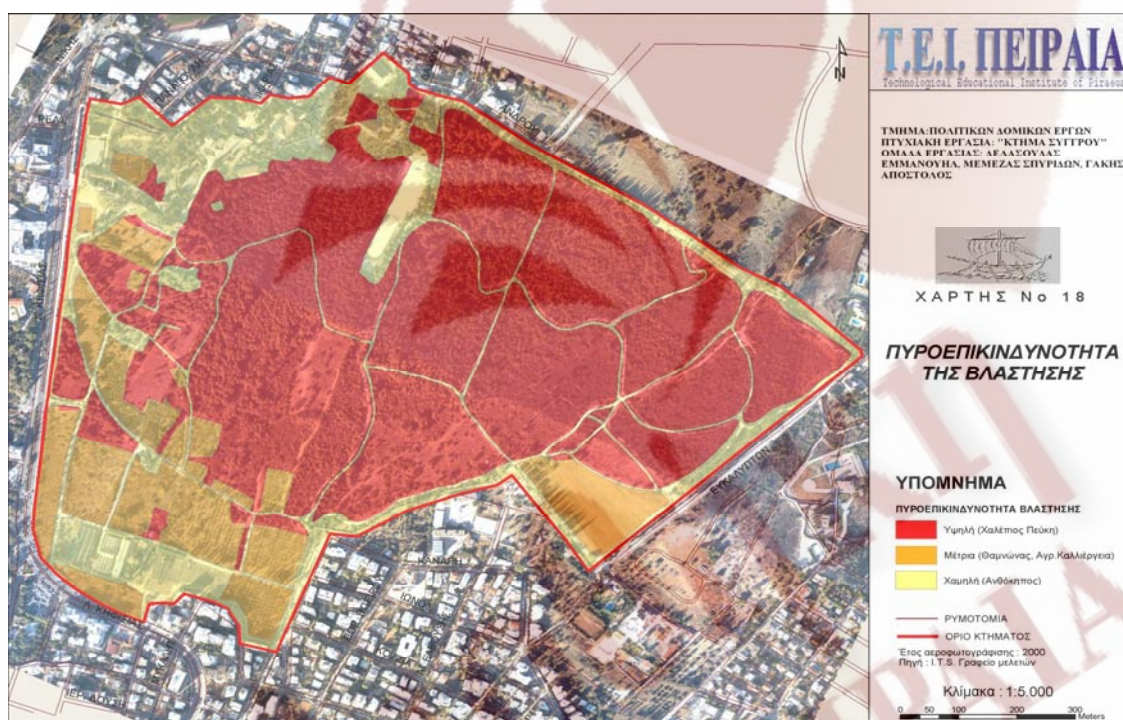 T.E.I. ΠΕΙΡΑΙΑ
Technological Educational Institute of Piraeus
ΤΜΗΜΑ:ΠΟΛΙΤΙΚΩΝ ΔΟΜΙΚΩΝ ΕΡΓΩΝ
ΠΤΥΧΙΑΚΗ ΕΡΓΑΣΙΑ: "ΚΤΗΜΑ ΣΥΓΓΡΟΥ"
ΟΜΑΔΑ ΕΡΓΑΣΙΑΣ: ΔΕΛΑΣΟΥΔΑΣ
ΕΜΜΑΝΟΥΗΛ, ΜΕΜΕΖΑΣ ΣΠΥΡΙΔΩΝ, ΓΑΚΗΣ
ΑΠΟΣΤΟΛΟΣ
ΧΑΡΤΗΣ Νο 18
ΠΥΡΟΕΠΙΚΙΝΔΥΝΟΤΗΤΑ
ΤΗΣ ΒΛΑΣΤΗΣΗΣ
ΥΠΟΜΝΗΜΑ
ΠΥΡΟΕΠΙΚΙΝΔΥΝΟΤΗΤΑ ΒΛΑΣΤΗΣΗΣ
Υψηλή (Χαλέπιος Πεύκη)
Μέτρια (Θαμνώνας, Αγρ.Καλλιέργεια)
Χαμηλή (Ανθόκηπος)
ΡΥΜΟΤΟΜΙΑ
ΟΡΙΟ ΚΤΗΜΑΤΟΣ
Έτος αεροφωτογράφισης : 2000
Πηγή : I.T.S. Γραφείο μελετών
Κλίμακα : 1:5.000
0 50 100 200 300
Meters
N
ΕΥΚΑΛΥΠΤΩΝ
ΚΑΝΑΡΗ